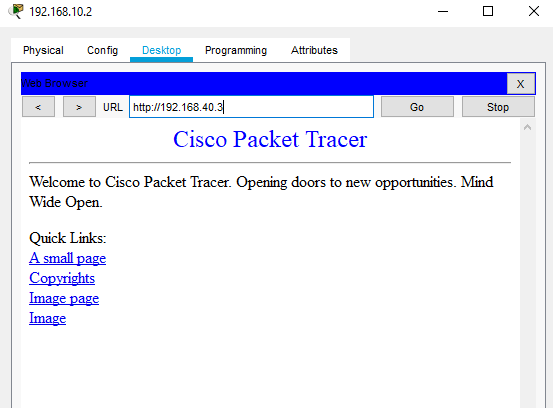 192.168.10.2
Physical Config Desktop Programming Attributes
Web Browser X
< > URL http://192.168.40.3 Go Stop
Cisco Packet Tracer
Welcome to Cisco Packet Tracer. Opening doors to new opportunities. Mind
Wide Open.
Quick Links:
A small page
Copyrights
Image page
Image